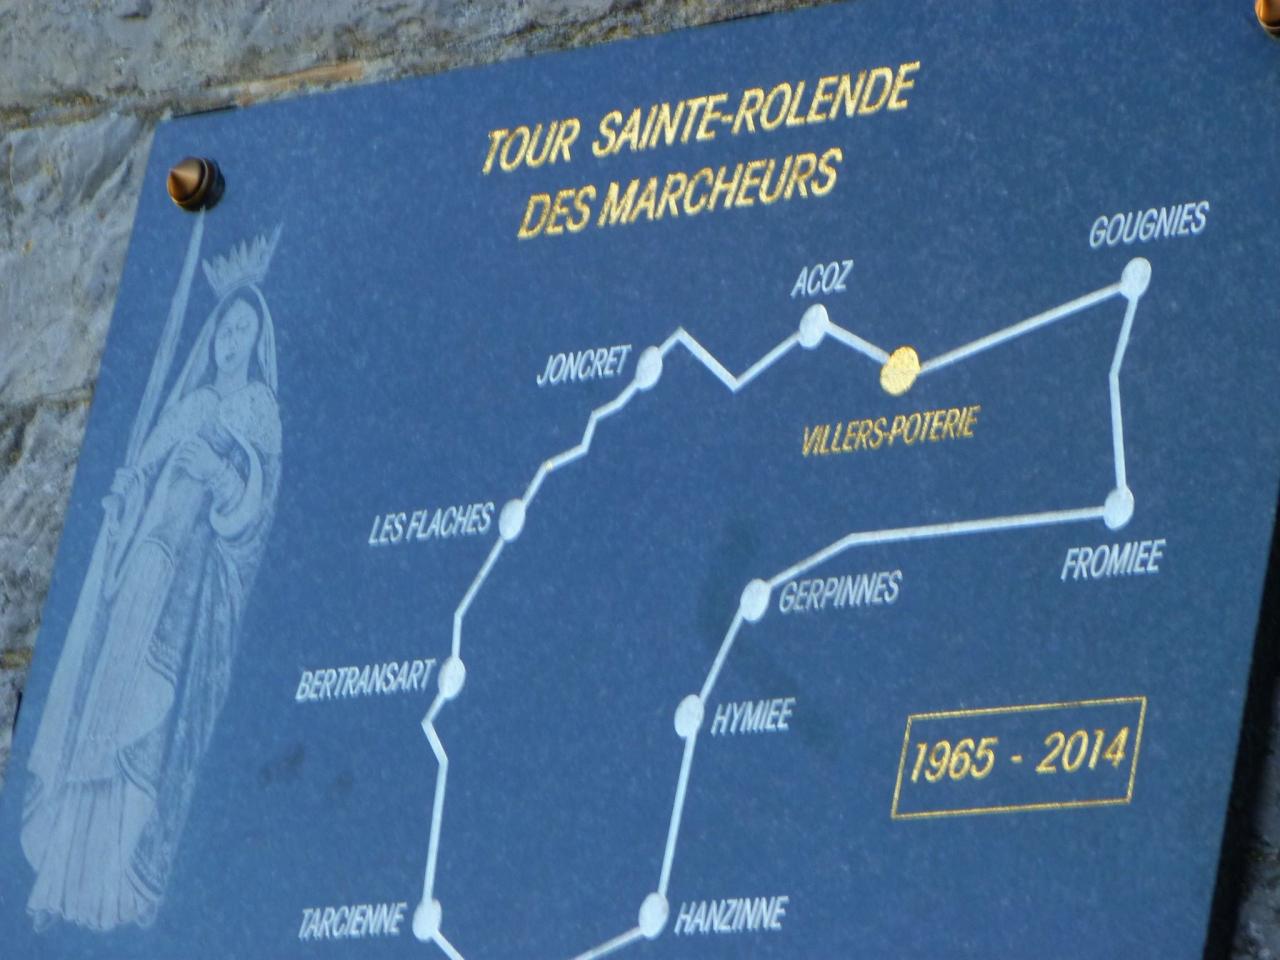 TOUR SAINTE-ROLENDE
DES MARCHEURS
GOUGNIES
ACOZ
JONCRET
VILLERS-POTERIE
LES FLACHES
FROMIEE
GERPINNES
BERTRANSART
HYMIEE
1965 - 2014
TARCIENNE
HANZINNE